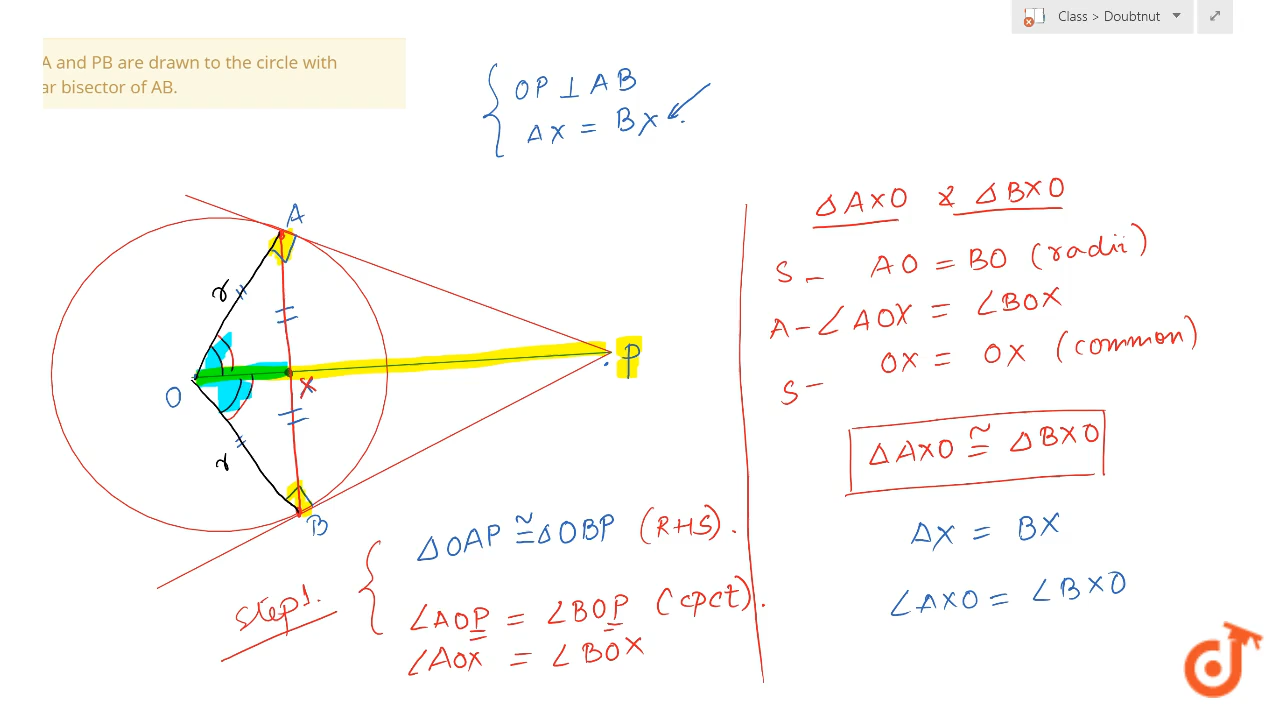 Class > Doubtnut
A and PB are drawn to the circle with
ar bisector of AB.
OP ⊥ AB
AX = BX
A
r
O
X
P
r
B
ΔAXO & ΔBXO
S - AO = BO (radii)
A - ∠AOX = ∠BOX
S - OX = OX (common)
ΔAXO ≅ ΔBXO
AX = BX
∠AXO = ∠BXO
Step1.
ΔOAP ≅ ΔOBP (RHS).
∠AOP = ∠BOP (cpct).
∠AOX = ∠BOX